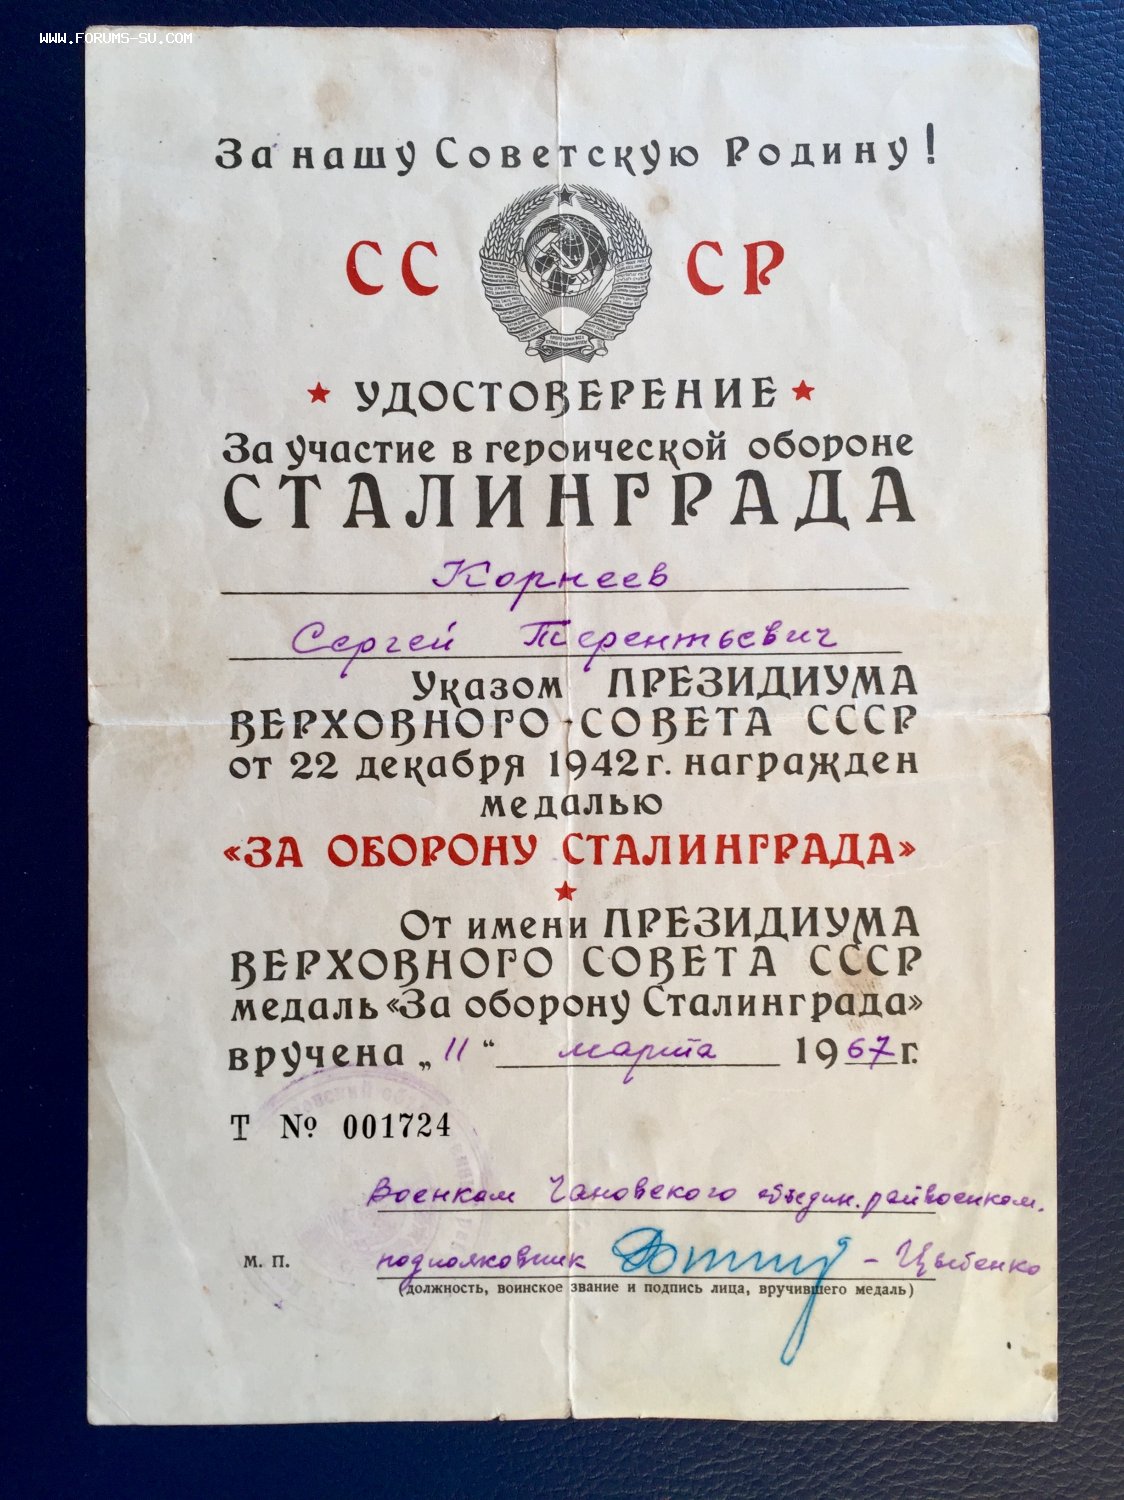 WWW.FORUMS-SU.COM
За нашу Советскую Родину!
СС СР
УДОСТОВЕРЕНИЕ
За участие в героической обороне
СТАЛИНГРАДА
Корнеев
Сергей Терентьевич
Указом ПРЕЗИДИУМА
ВЕРХОВНОГО СОВЕТА СССР
от 22 декабря 1942 г. награжден
медалью
«ЗА ОБОРОНУ СТАЛИНГРАДА»
От имени ПРЕЗИДИУМА
ВЕРХОВНОГО СОВЕТА СССР
медаль «За оборону Сталинграда»
вручена „11“ марта 1967 г.
Т № 001724
Военком Чановского объедин. райвоенком.
М. П. подполковник – Цыбенко
(должность, воинское звание и подпись лица, вручившего медаль)